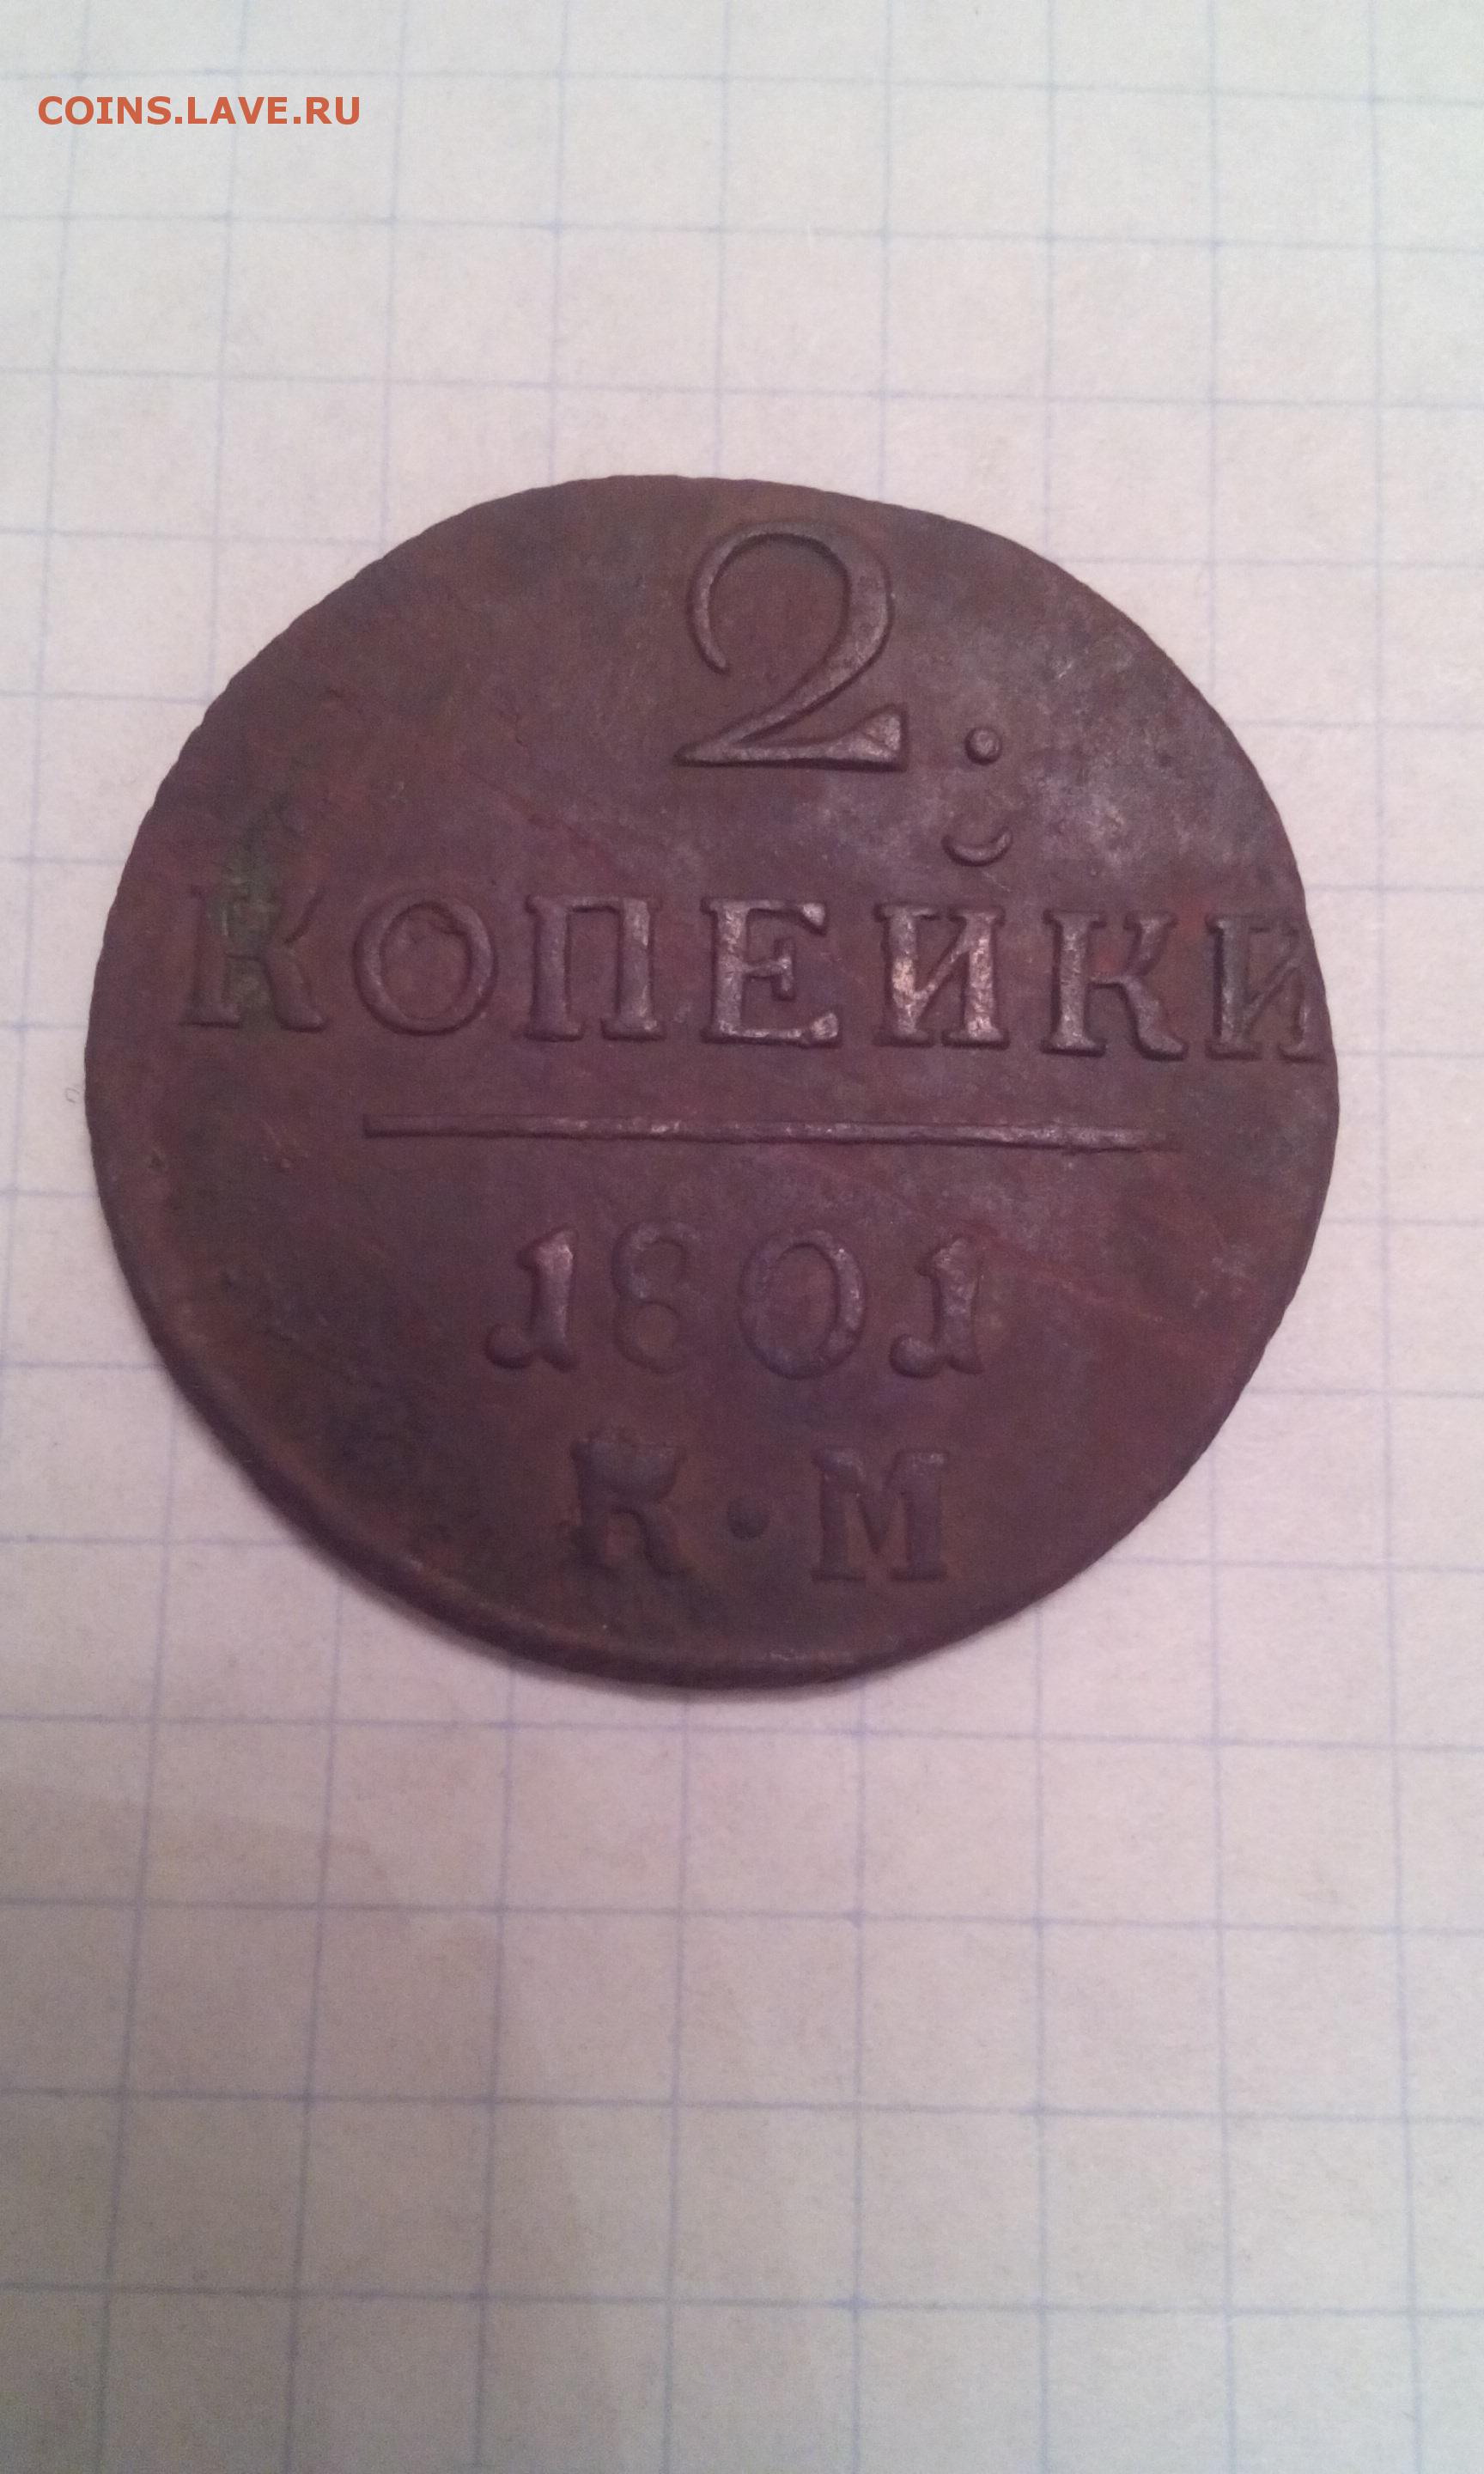 COINS.LAVE.RU
2.
КОПЕЙКИ
1801
К·М